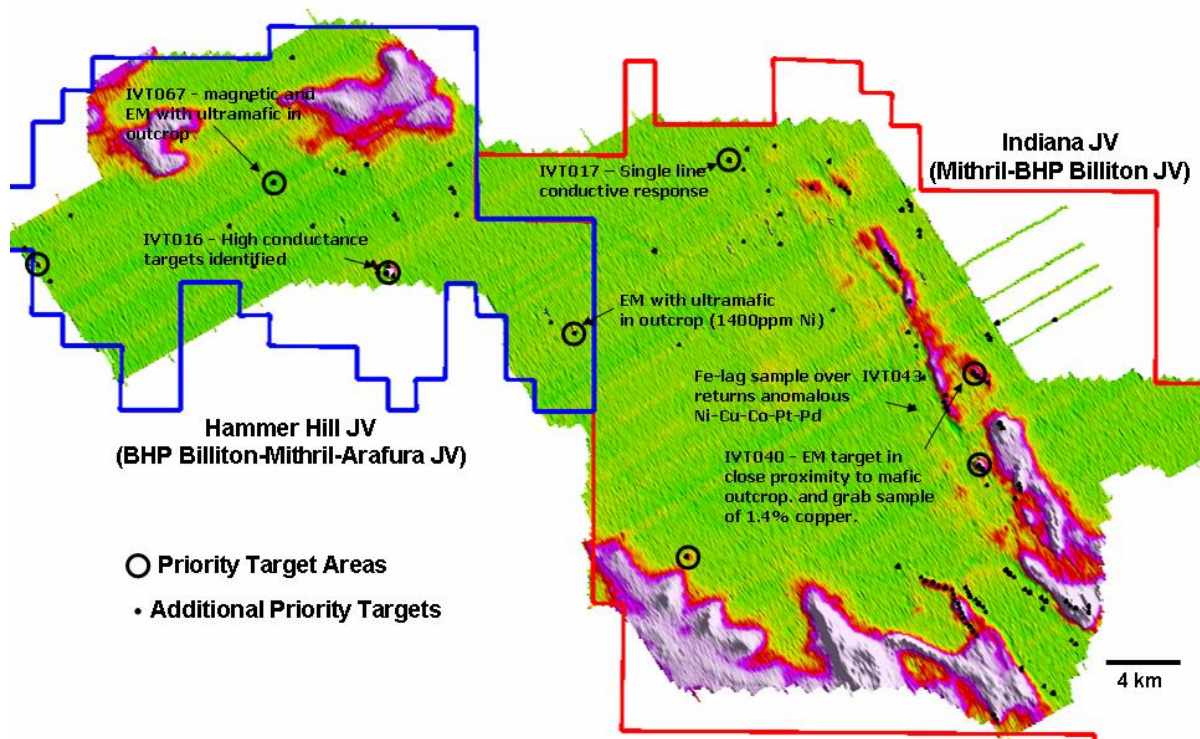 IVT067 - magnetic and
EM with ultramafic in
outcrop
IVT017 – Single line
conductive response
Indiana JV
(Mithril-BHP Billiton JV)
IVT016 - High conductance
targets identified
EM with ultramafic
in outcrop (1400ppm Ni)
Fe-lag sample over IVT043
returns anomalous
Ni-Cu-Co-Pt-Pd
Hammer Hill JV
(BHP Billiton-Mithril-Arafura JV)
IVT040 - EM target in
close proximity to mafic
outcrop. and grab sample
of 1.4% copper.
Priority Target Areas
Additional Priority Targets
4 km